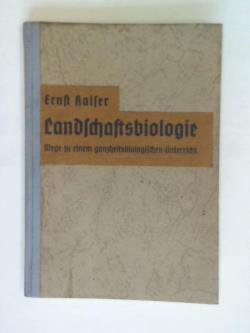 Ernst Kaiser
Landschaftsbiologie
Wege zu einem ganzheitsbiologischen Unterricht